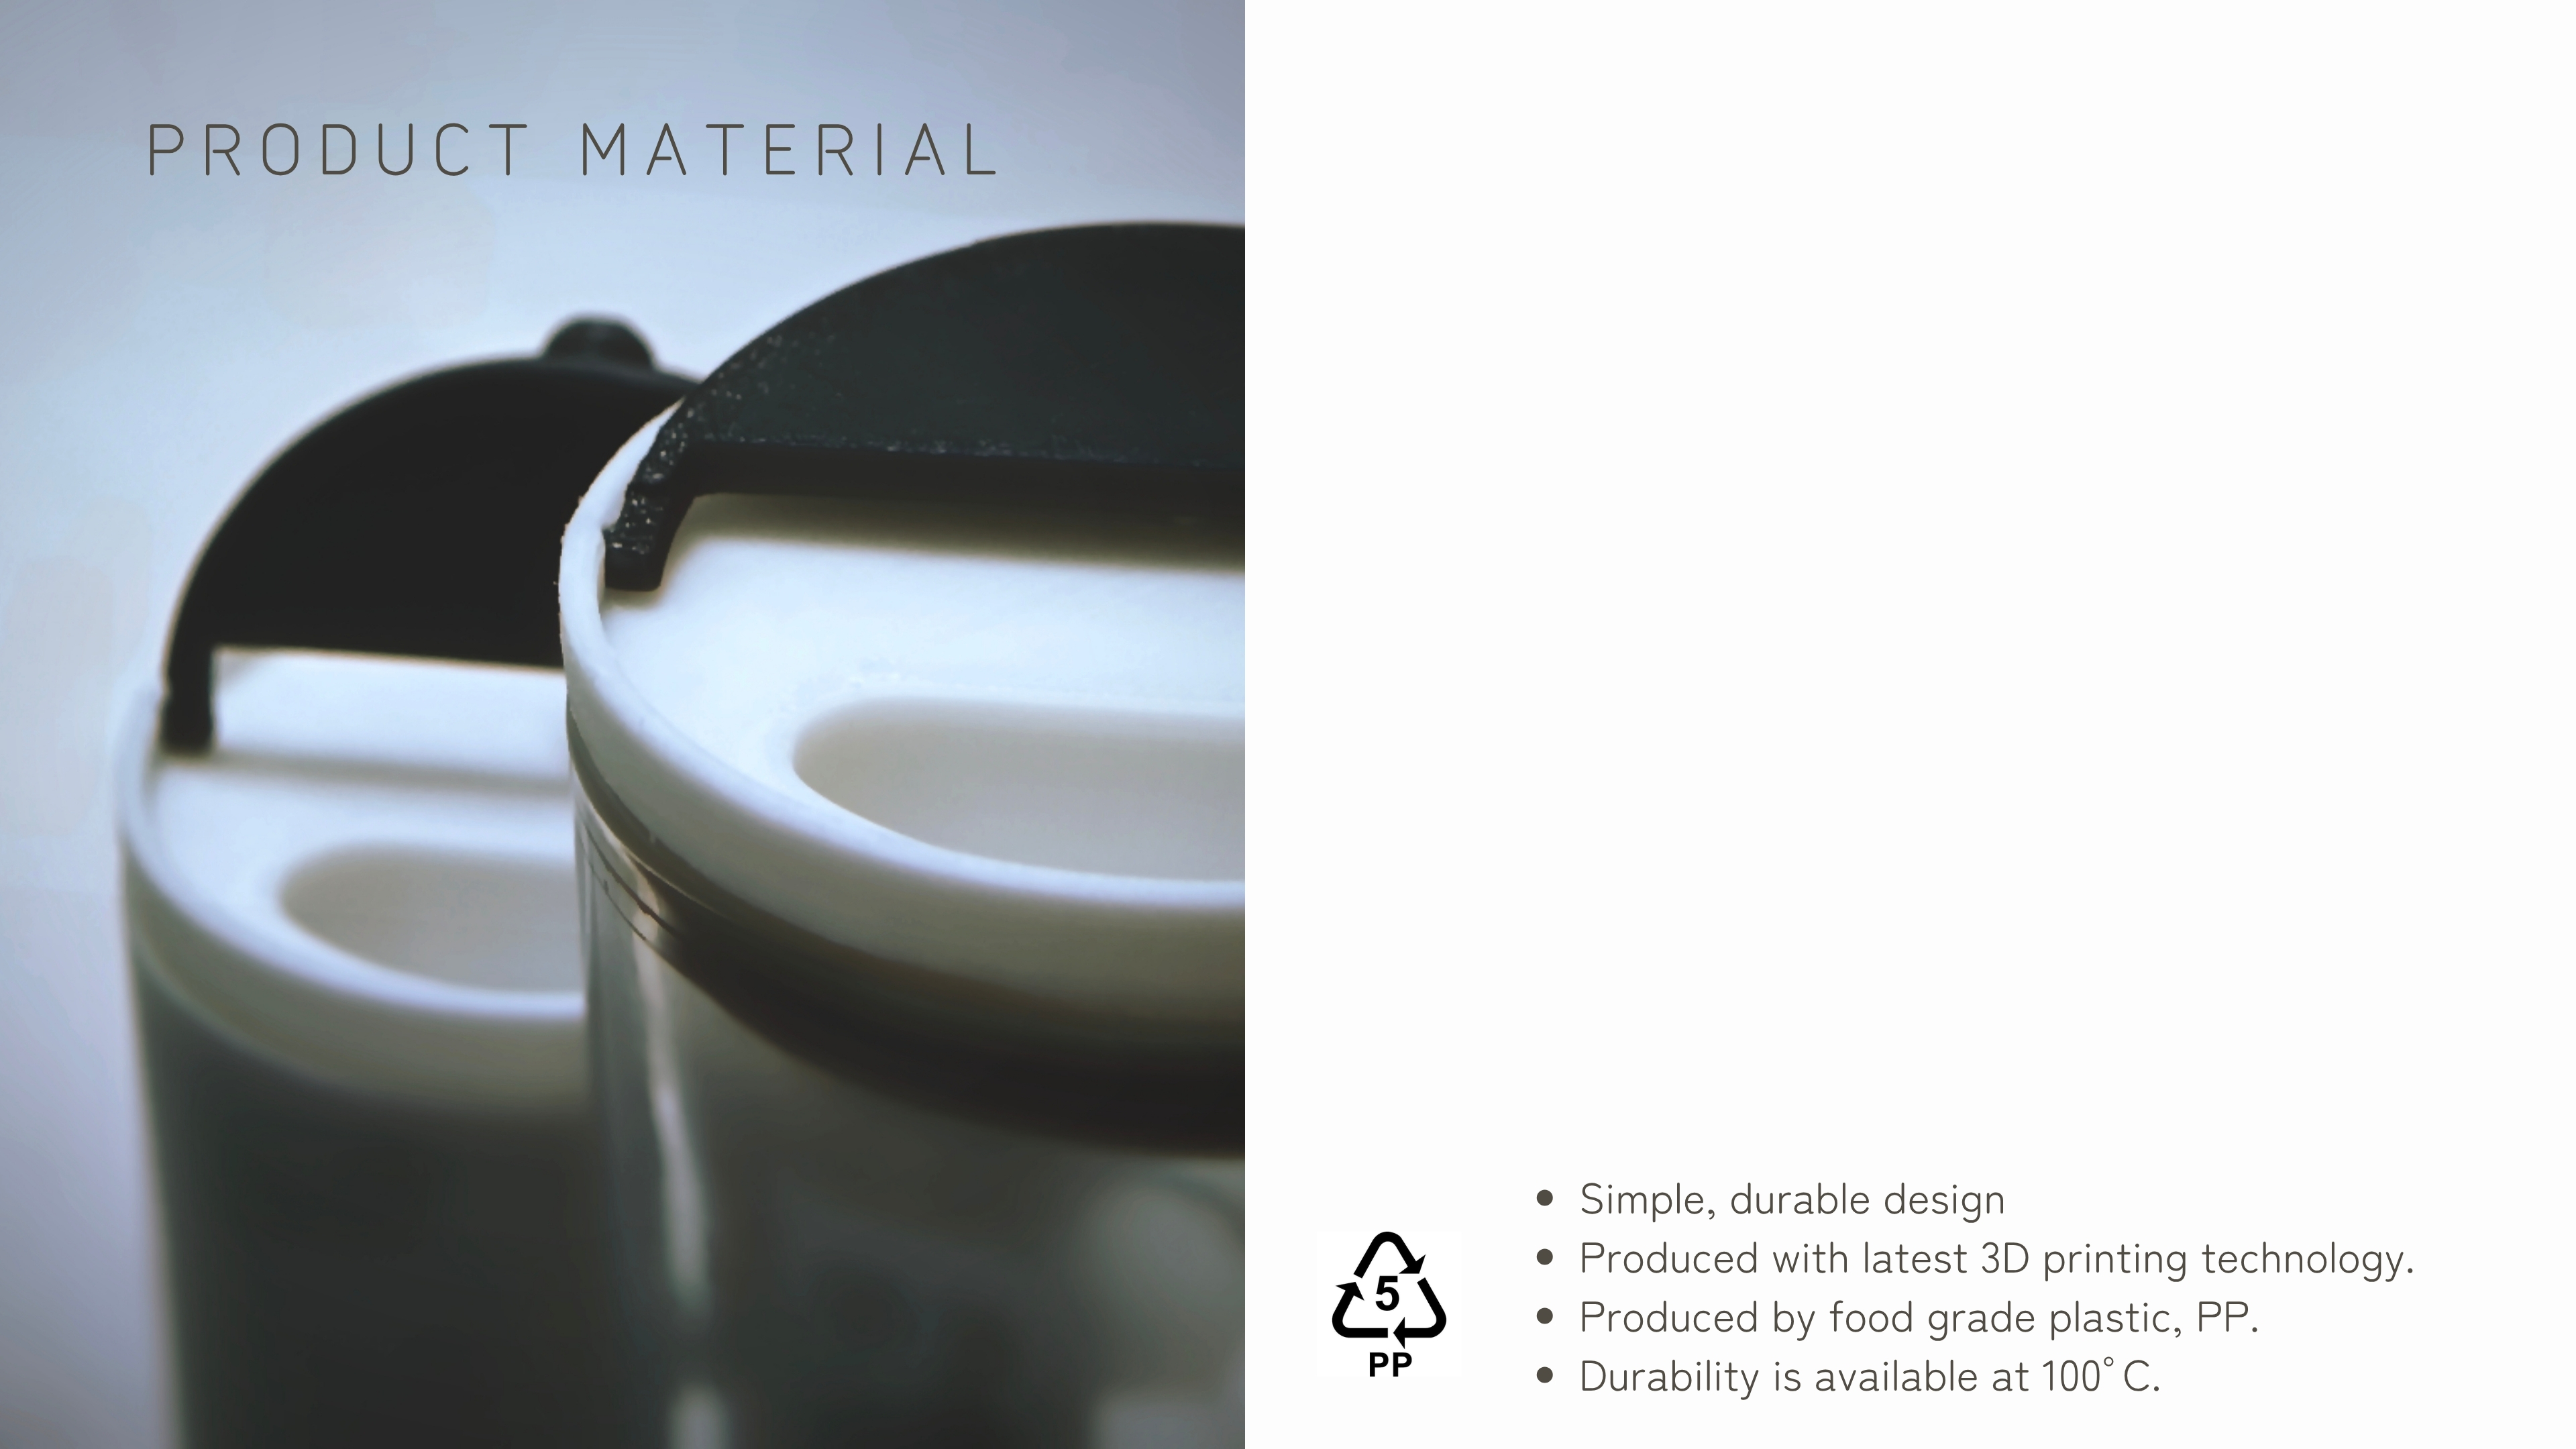 PRODUCT MATERIAL
5
PP
• Simple, durable design
• Produced with latest 3D printing technology.
• Produced by food grade plastic, PP.
• Durability is available at 100°C.